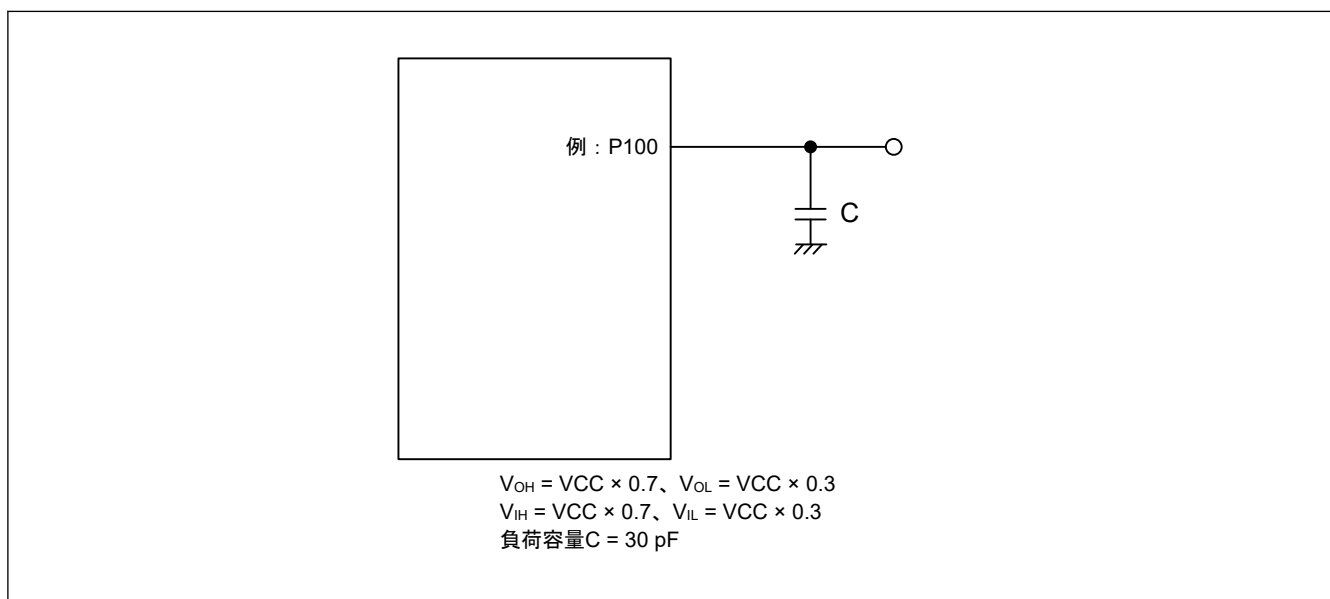 例：P100
C
VOH = VCC × 0.7、VOL = VCC × 0.3
VIH = VCC × 0.7、VIL = VCC × 0.3
負荷容量C = 30 pF